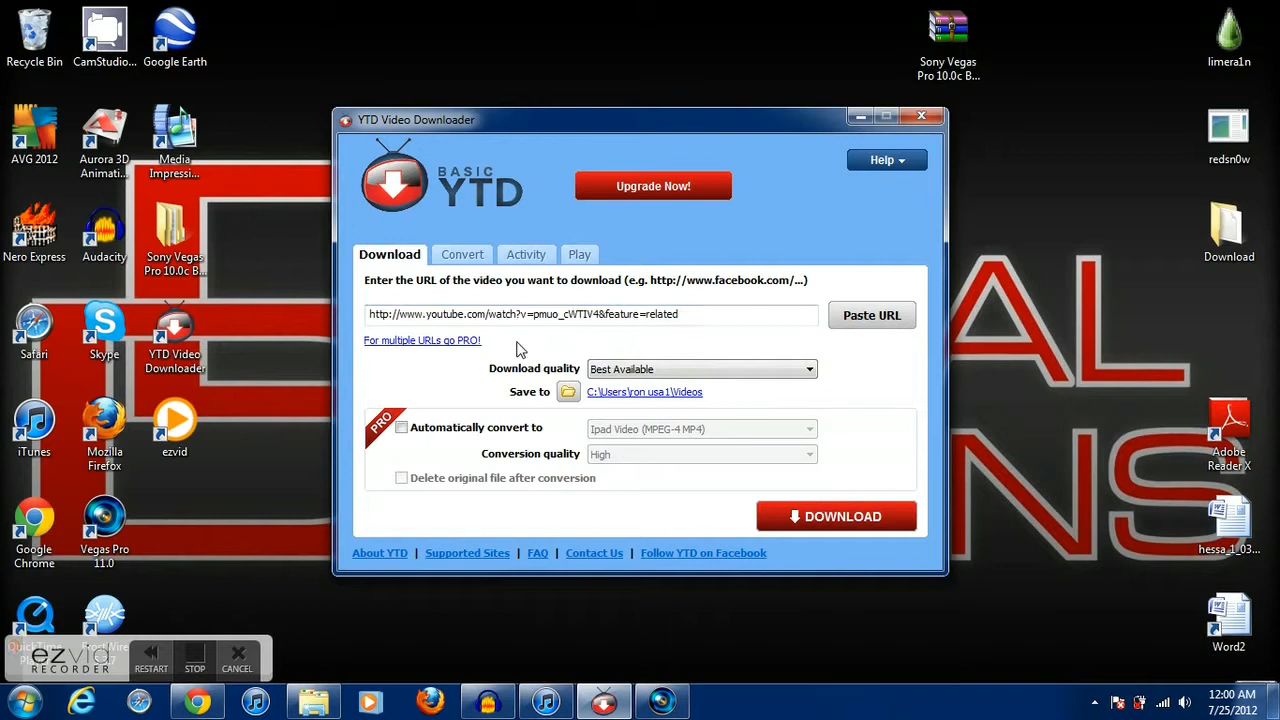 Recycle Bin
CamStudio...
Google Earth
Sony Vegas
Pro 10.0c B...
limera1n
AVG 2012
Aurora 3D
Animati...
Media
Impressi...
redsn0w
Nero Express
Audacity
Sony Vegas
Pro 10.0c B...
Download
Safari
Skype
YTD Video
Downloader
iTunes
Mozilla
Firefox
ezvid
Adobe
Reader X
Google
Chrome
Vegas Pro
11.0
hessa_1_03...
Word2
YTD Video Downloader
BASIC
YTD
Upgrade Now!
Help
Download
Convert
Activity
Play
Enter the URL of the video you want to download (e.g. http://www.facebook.com/...)
http://www.youtube.com/watch?v=pmuo_cWTIV4&feature=related
Paste URL
For multiple URLs go PRO!
Download quality
Best Available
Save to
C:\Users\ron usa1\Videos
PRO
Automatically convert to
Ipad Video (MPEG-4 MP4)
Conversion quality
High
Delete original file after conversion
DOWNLOAD
About YTD | Supported Sites | FAQ | Contact Us | Follow YTD on Facebook
AL
NS
ezvid
RECORDER
RESTART
STOP
CANCEL
12:00 AM
7/25/2012